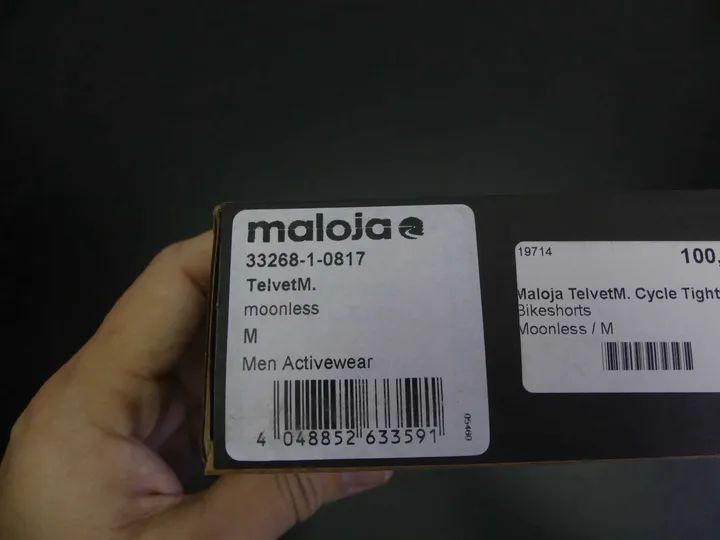 maloja
33268-1-0817
TelvetM.
moonless
M
Men Activewear
4 048852 633591
05460
19714
100,
Maloja TelvetM. Cycle Tight
Bikeshorts
Moonless / M